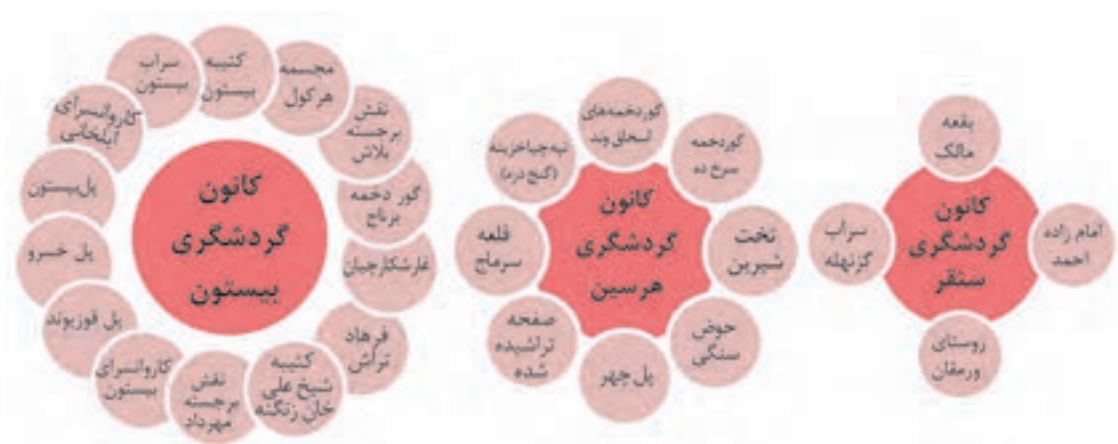 کانون
گردشگری
سنقر
بقعه
مالک
امام زاده
احمد
روستای
ورمقان
سراب
گزنهله
کانون
گردشگری
هرسین
گوردخمه‌های
اسحاق وند
گوردخمه
سرخ ده
تخت
شیرین
حوض
سنگی
پل چهر
صفحه
تراشیده
شده
قلعه
سرماج
تپه چیاخزینه
(گنج دره)
کانون
گردشگری
بیستون
کتیبه
بیستون
مجسمه
هرکول
نقش
برجسته
بلاش
گور دخمه
برناج
غارشکارچیان
فرهاد
تراش
کتیبه
شیخ علی
خان زنگنه
نقش
برجسته
مهرداد
کاروانسرای
بیستون
پل قوزیوند
پل خسرو
پل بیستون
کاروانسرای
ایلخانی
سراب
بیستون